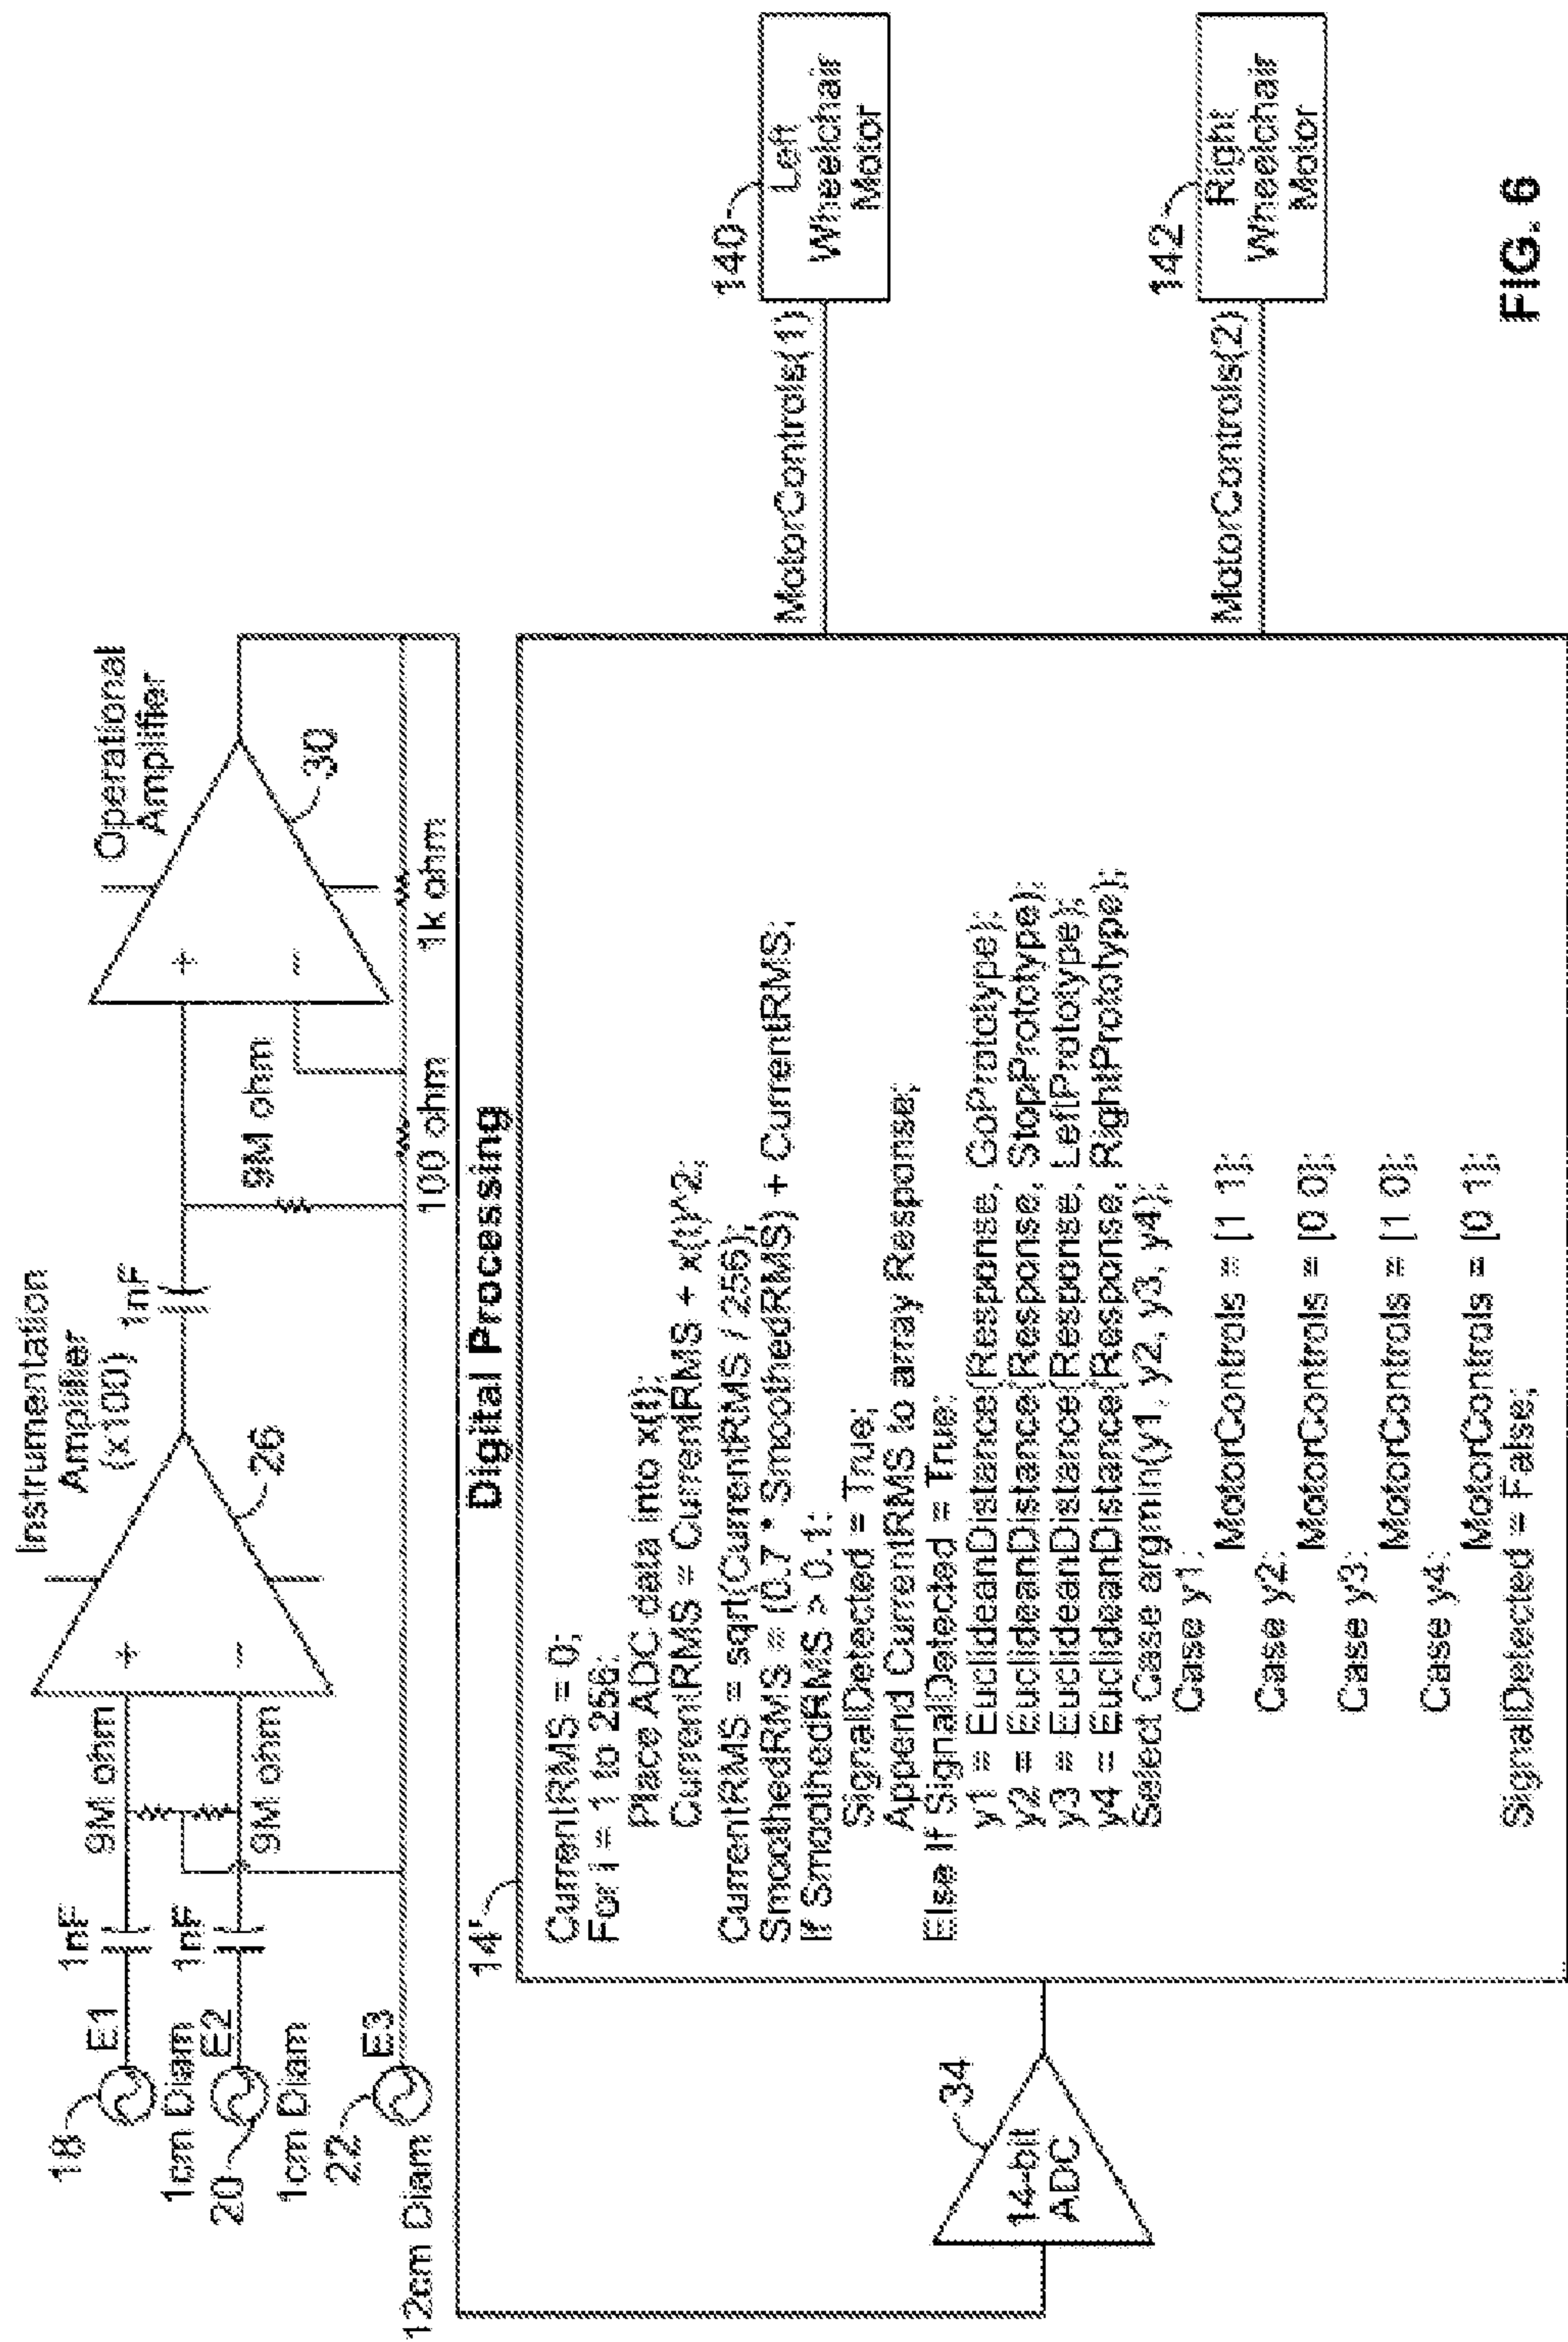 Instrumentation
Amplifier
(x100)
Operational
Amplifier
18
E1
1nF
9M ohm
+
−
26
1nF
9M ohm
+
−
30
1cm Diam
E2
1nF
9M ohm
20
1cm Diam
22
E3
12cm Diam
100 ohm
1k ohm
Digital Processing
14'
CurrentRMS = 0;
For i = 1 to 256:
Place ADC data into x(t);
CurrentRMS = CurrentRMS + x(t)^2;
CurrentRMS = sqrt(CurrentRMS / 256);
SmoothedRMS = (0.7 * SmoothedRMS) + CurrentRMS;
If SmoothedRMS > 0.1:
SignalDetected = True;
Append CurrentRMS to array Response;
Else If SignalDetected = True:
y1 = EuclideanDistance(Response, GoPrototype);
y2 = EuclideanDistance(Response, StopPrototype);
y3 = EuclideanDistance(Response, LeftPrototype);
y4 = EuclideanDistance(Response, RightPrototype);
Select Case argmin(y1, y2, y3, y4):
Case y1:
MotorControls = [1 1];
Case y2:
MotorControls = [0 0];
Case y3:
MotorControls = [1 0];
Case y4:
MotorControls = [0 1];
SignalDetected = False;
34
14-bit
ADC
MotorControls(1)
140
Left
Wheelchair
Motor
MotorControls(2)
142
Right
Wheelchair
Motor
FIG. 6